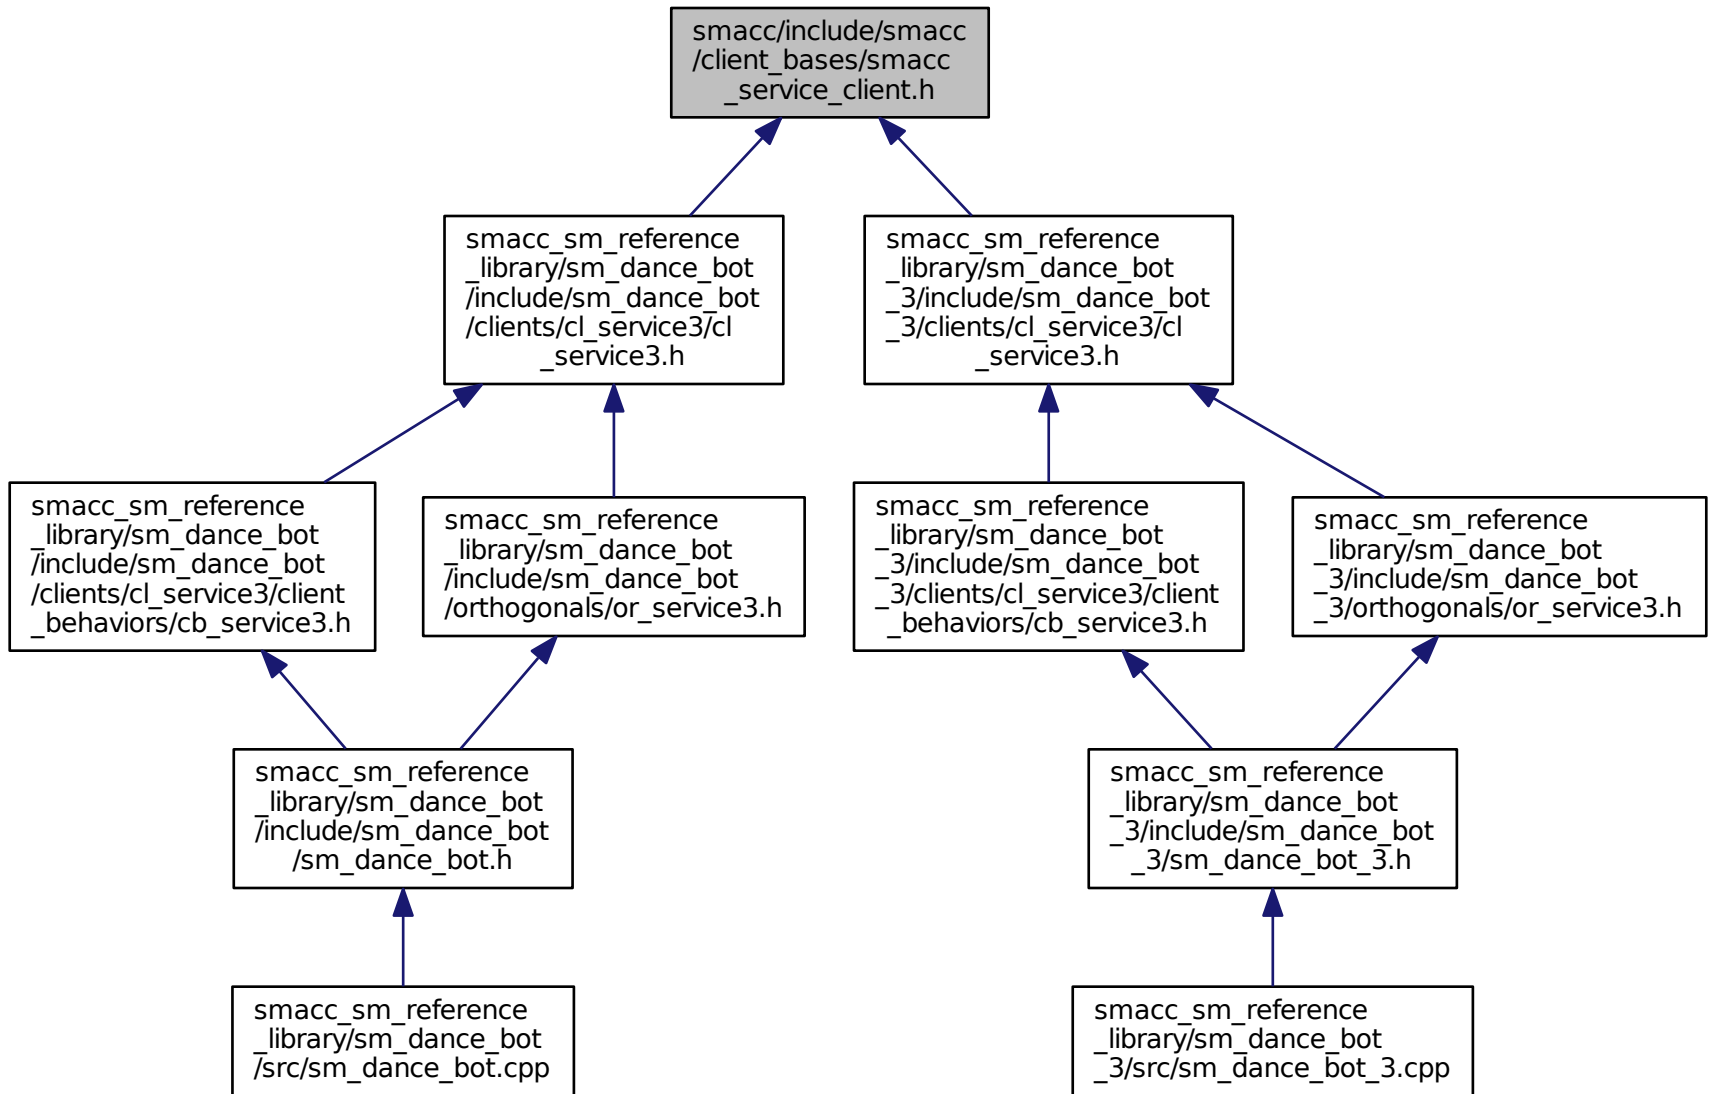 smacc/include/smacc
/client_bases/smacc
_service_client.h
smacc_sm_reference
_library/sm_dance_bot
/include/sm_dance_bot
/clients/cl_service3/cl
_service3.h
smacc_sm_reference
_library/sm_dance_bot
_3/include/sm_dance_bot
_3/clients/cl_service3/cl
_service3.h
smacc_sm_reference
_library/sm_dance_bot
/include/sm_dance_bot
/clients/cl_service3/client
_behaviors/cb_service3.h
smacc_sm_reference
_library/sm_dance_bot
/include/sm_dance_bot
/orthogonals/or_service3.h
smacc_sm_reference
_library/sm_dance_bot
_3/include/sm_dance_bot
_3/clients/cl_service3/client
_behaviors/cb_service3.h
smacc_sm_reference
_library/sm_dance_bot
_3/include/sm_dance_bot
_3/orthogonals/or_service3.h
smacc_sm_reference
_library/sm_dance_bot
/include/sm_dance_bot
/sm_dance_bot.h
smacc_sm_reference
_library/sm_dance_bot
_3/include/sm_dance_bot
_3/sm_dance_bot_3.h
smacc_sm_reference
_library/sm_dance_bot
/src/sm_dance_bot.cpp
smacc_sm_reference
_library/sm_dance_bot
_3/src/sm_dance_bot_3.cpp